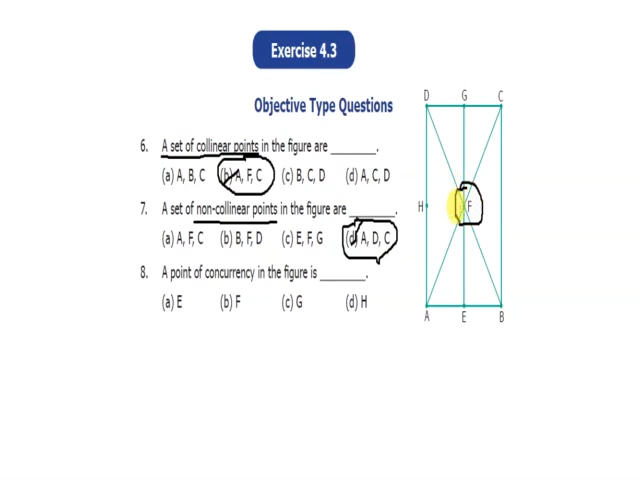 Exercise 4.3
Objective Type Questions
6. A set of collinear points in the figure are ________.
(a) A, B, C (b) A, F, C (c) B, C, D (d) A, C, D
7. A set of non-collinear points in the figure are ________.
(a) A, F, C (b) B, F, D (c) E, F, G (d) A, D, C
8. A point of concurrency in the figure is ________.
(a) E (b) F (c) G (d) H
D G C
H F
A E B